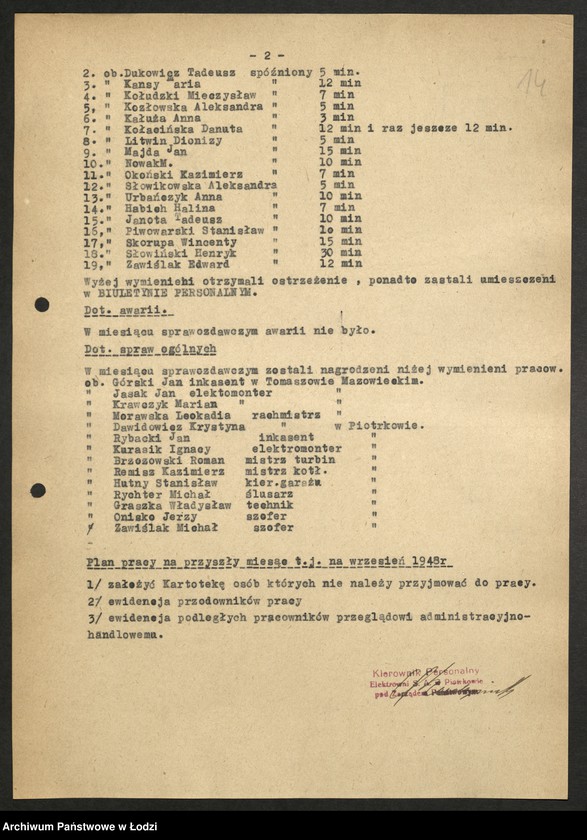 - 2 -
14
2. ob.Dukowicz Tadeusz spóźniony 5 min.
3. " Kansy Maria " 12 min
4. " Kołudzki Mieczysław " 7 min
5, " Kozłowska Aleksandra " 5 min
6. " Kałuża Anna " 3 min
7. " Kołacińska Danuta " 12 min i raz jeszcze 12 min.
8. " Litwin Dionizy " 5 min
9. " Majda Jan " 15 min
10." NowakM. " 10 min
11." Okoński Kazimierz " 7 min
12." Słowikowska Aleksandra " 5 min
13." Urbańczyk Anna " 10 min
14." Habich Halina " 7 min
15." Janota Tadeusz " 10 min
16," Piwowarski Stanisław " 1o min
17," Skorupa Wincenty " 15 min
18." Słowiński Henryk " 30 min
19," Zawiślak Edward " 12 min
Wyżej wymienieni otrzymali ostrzeżenie , ponadto zastali umieszczeni
w BIULETYNIE PERSONALNYM.
Dot. awarii.
W miesiącu sprawozdawczym awarii nie było.
Dot. spraw ogólnych
W miesiącu sprawozdawczym zostali nagrodzeni niżej wymienieni pracow.
ob. Górski Jan inkasent w Tomaszowie Mazowieckim.
" Jasak Jan elektomonter "
" Krawczyk Marian " "
" Morawska Leokadia rachmistrz "
" Dawidowicz Krystyna " w Piotrkowie.
" Rybacki Jan inkasent "
" Kurasik Ignacy elektromonter "
" Brzozowski Roman mistrz turbin "
" Remisz Kazimierz mistrz kotł. "
" Hutny Stanisław kier.garażu "
" Rychter Michał ślusarz "
" Graszka Władysław technik "
" Onisko Jerzy szofer "
" Zawiślak Michał szofer "
Plan pracy na przyszły miesąc t.j. na wrzesień 1948r
1/ założyć Kartotekę osób których nie należy przyjmować do pracy.
2/ ewidencja przodowników pracy
3/ ewidencja podległych pracowników przeglądowi administracyjno-
handlowemu.
Kierownik Personalny
Elektrowni
pod
Archiwum Państwowe w Łodzi